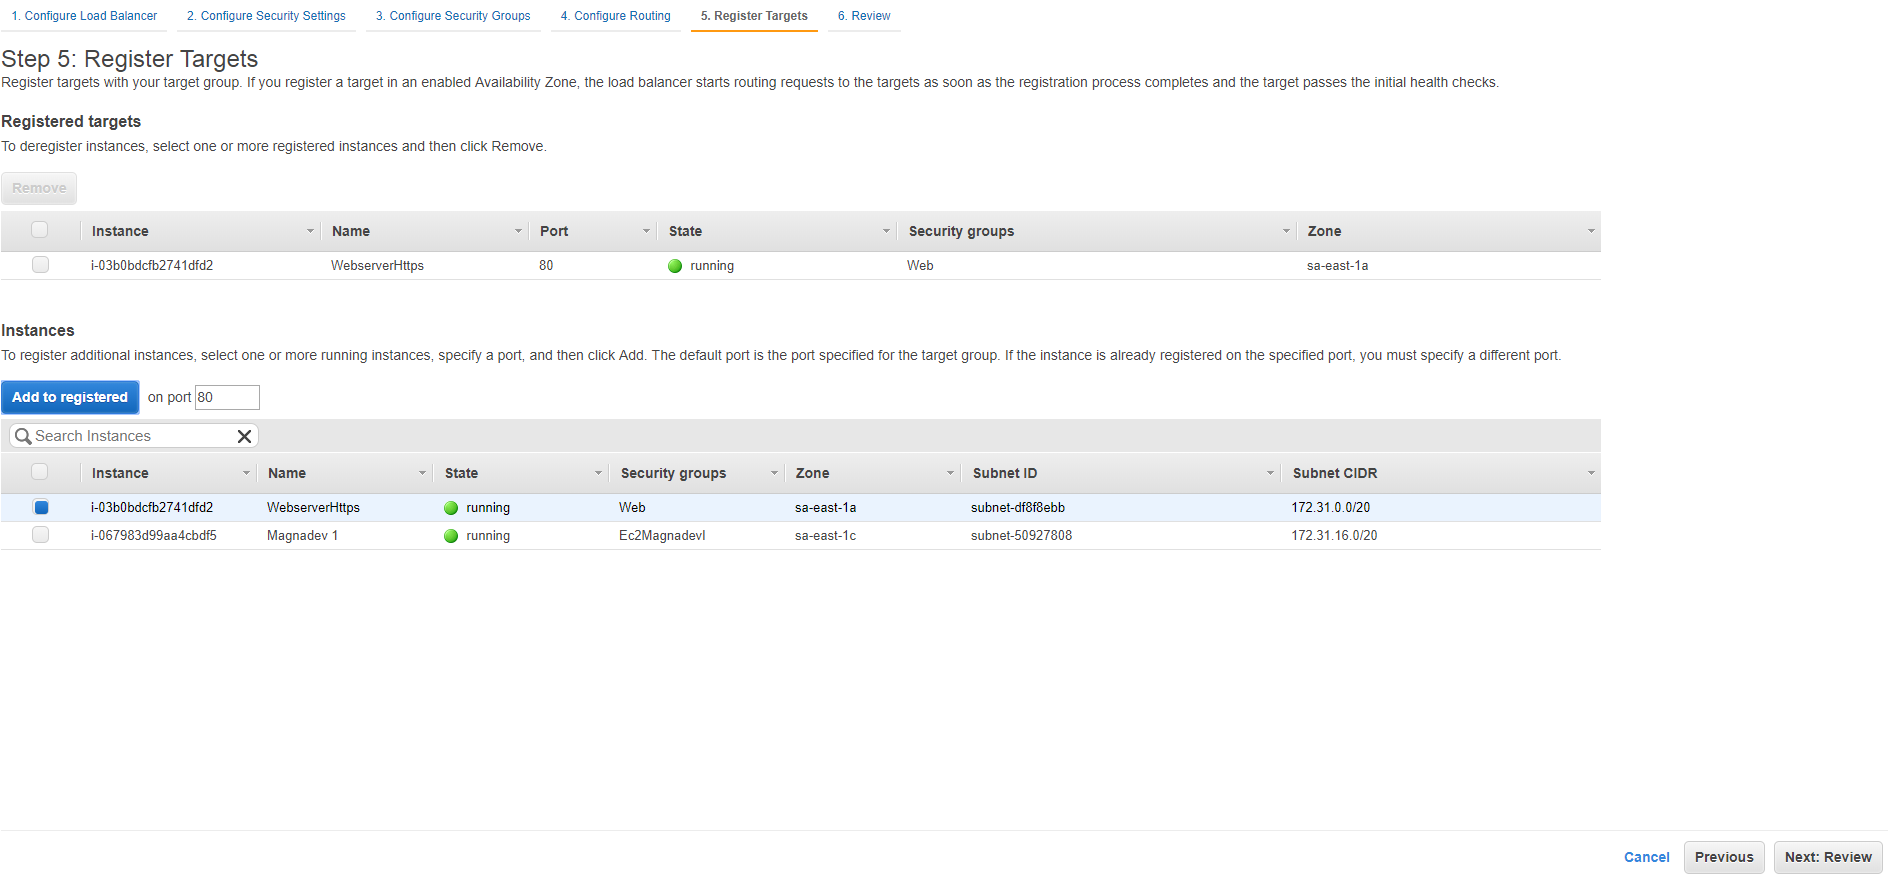 1. Configure Load Balancer 2. Configure Security Settings 3. Configure Security Groups 4. Configure Routing 5. Register Targets 6. Review
Step 5: Register Targets
Register targets with your target group. If you register a target in an enabled Availability Zone, the load balancer starts routing requests to the targets as soon as the registration process completes and the target passes the initial health checks.
Registered targets
To deregister instances, select one or more registered instances and then click Remove.
Remove
Instance Name Port State Security groups Zone
i-03b0bdcfb2741dfd2 WebserverHttps 80 running Web sa-east-1a
Instances
To register additional instances, select one or more running instances, specify a port, and then click Add. The default port is the port specified for the target group. If the instance is already registered on the specified port, you must specify a different port.
Add to registered on port 80
Search Instances
Instance Name State Security groups Zone Subnet ID Subnet CIDR
i-03b0bdcfb2741dfd2 WebserverHttps running Web sa-east-1a subnet-df8f8ebb 172.31.0.0/20
i-067983d99aa4cbdf5 Magnadev 1 running Ec2MagnadevI sa-east-1c subnet-50927808 172.31.16.0/20
Cancel Previous Next: Review